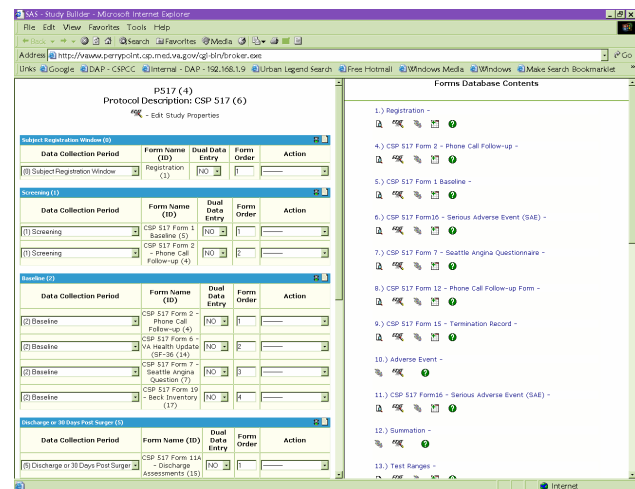 SAS - Study Builder - Microsoft Internet Explorer
File Edit View Favorites Tools Help
Back Search Favorites Media
Address http://vaww.perrypoint.csp.med.va.gov/cgi-bin/broker.exe Go
Links Google DAP - CSPCC Internal - DAP - 192.168.1.9 Urban Legend Search Free Hotmail Windows Media Windows Make Search Bookmarklet »
P517 (4)
Protocol Description: CSP 517 (6)
EDIT - Edit Study Properties
Subject Registration Window (0)
Data Collection Period Form Name (ID) Dual Data Entry Form Order Action
(0) Subject Registration Window Registration (1) NO 1
Screening (1)
Data Collection Period Form Name (ID) Dual Data Entry Form Order Action
(1) Screening CSP 517 Form 1 Baseline (5) NO 1
(1) Screening CSP 517 Form 2 - Phone Call Follow-up (4) NO 2
Baseline (2)
Data Collection Period Form Name (ID) Dual Data Entry Form Order Action
(2) Baseline CSP 517 Form 2 - Phone Call Follow-up (4) NO 1
(2) Baseline CSP 517 Form 6 - VA Health Update (SF-36 (14) NO 2
(2) Baseline CSP 517 Form 7 - Seattle Angina Question (7) NO 3
(2) Baseline CSP 517 Form 19 - Beck Inventory (17) NO 4
Discharge or 30 Days Post Surger (5)
Data Collection Period Form Name (ID) Dual Data Entry Form Order Action
(5) Discharge or 30 Days Post Surger CSP 517 Form 11A - Discharge Assessments (15) NO 1
Forms Database Contents
1.) Registration -
4.) CSP 517 Form 2 - Phone Call Follow-up -
5.) CSP 517 Form 1 Baseline -
6.) CSP 517 Form16 - Serious Adverse Event (SAE) -
7.) CSP 517 Form 7 - Seattle Angina Questionnaire -
8.) CSP 517 Form 12 - Phone Call Follow-up Form -
9.) CSP 517 Form 15 - Termination Record -
10.) Adverse Event -
11.) CSP 517 Form16 - Serious Adverse Event (SAE) -
12.) Summation -
13.) Test Ranges -
Internet